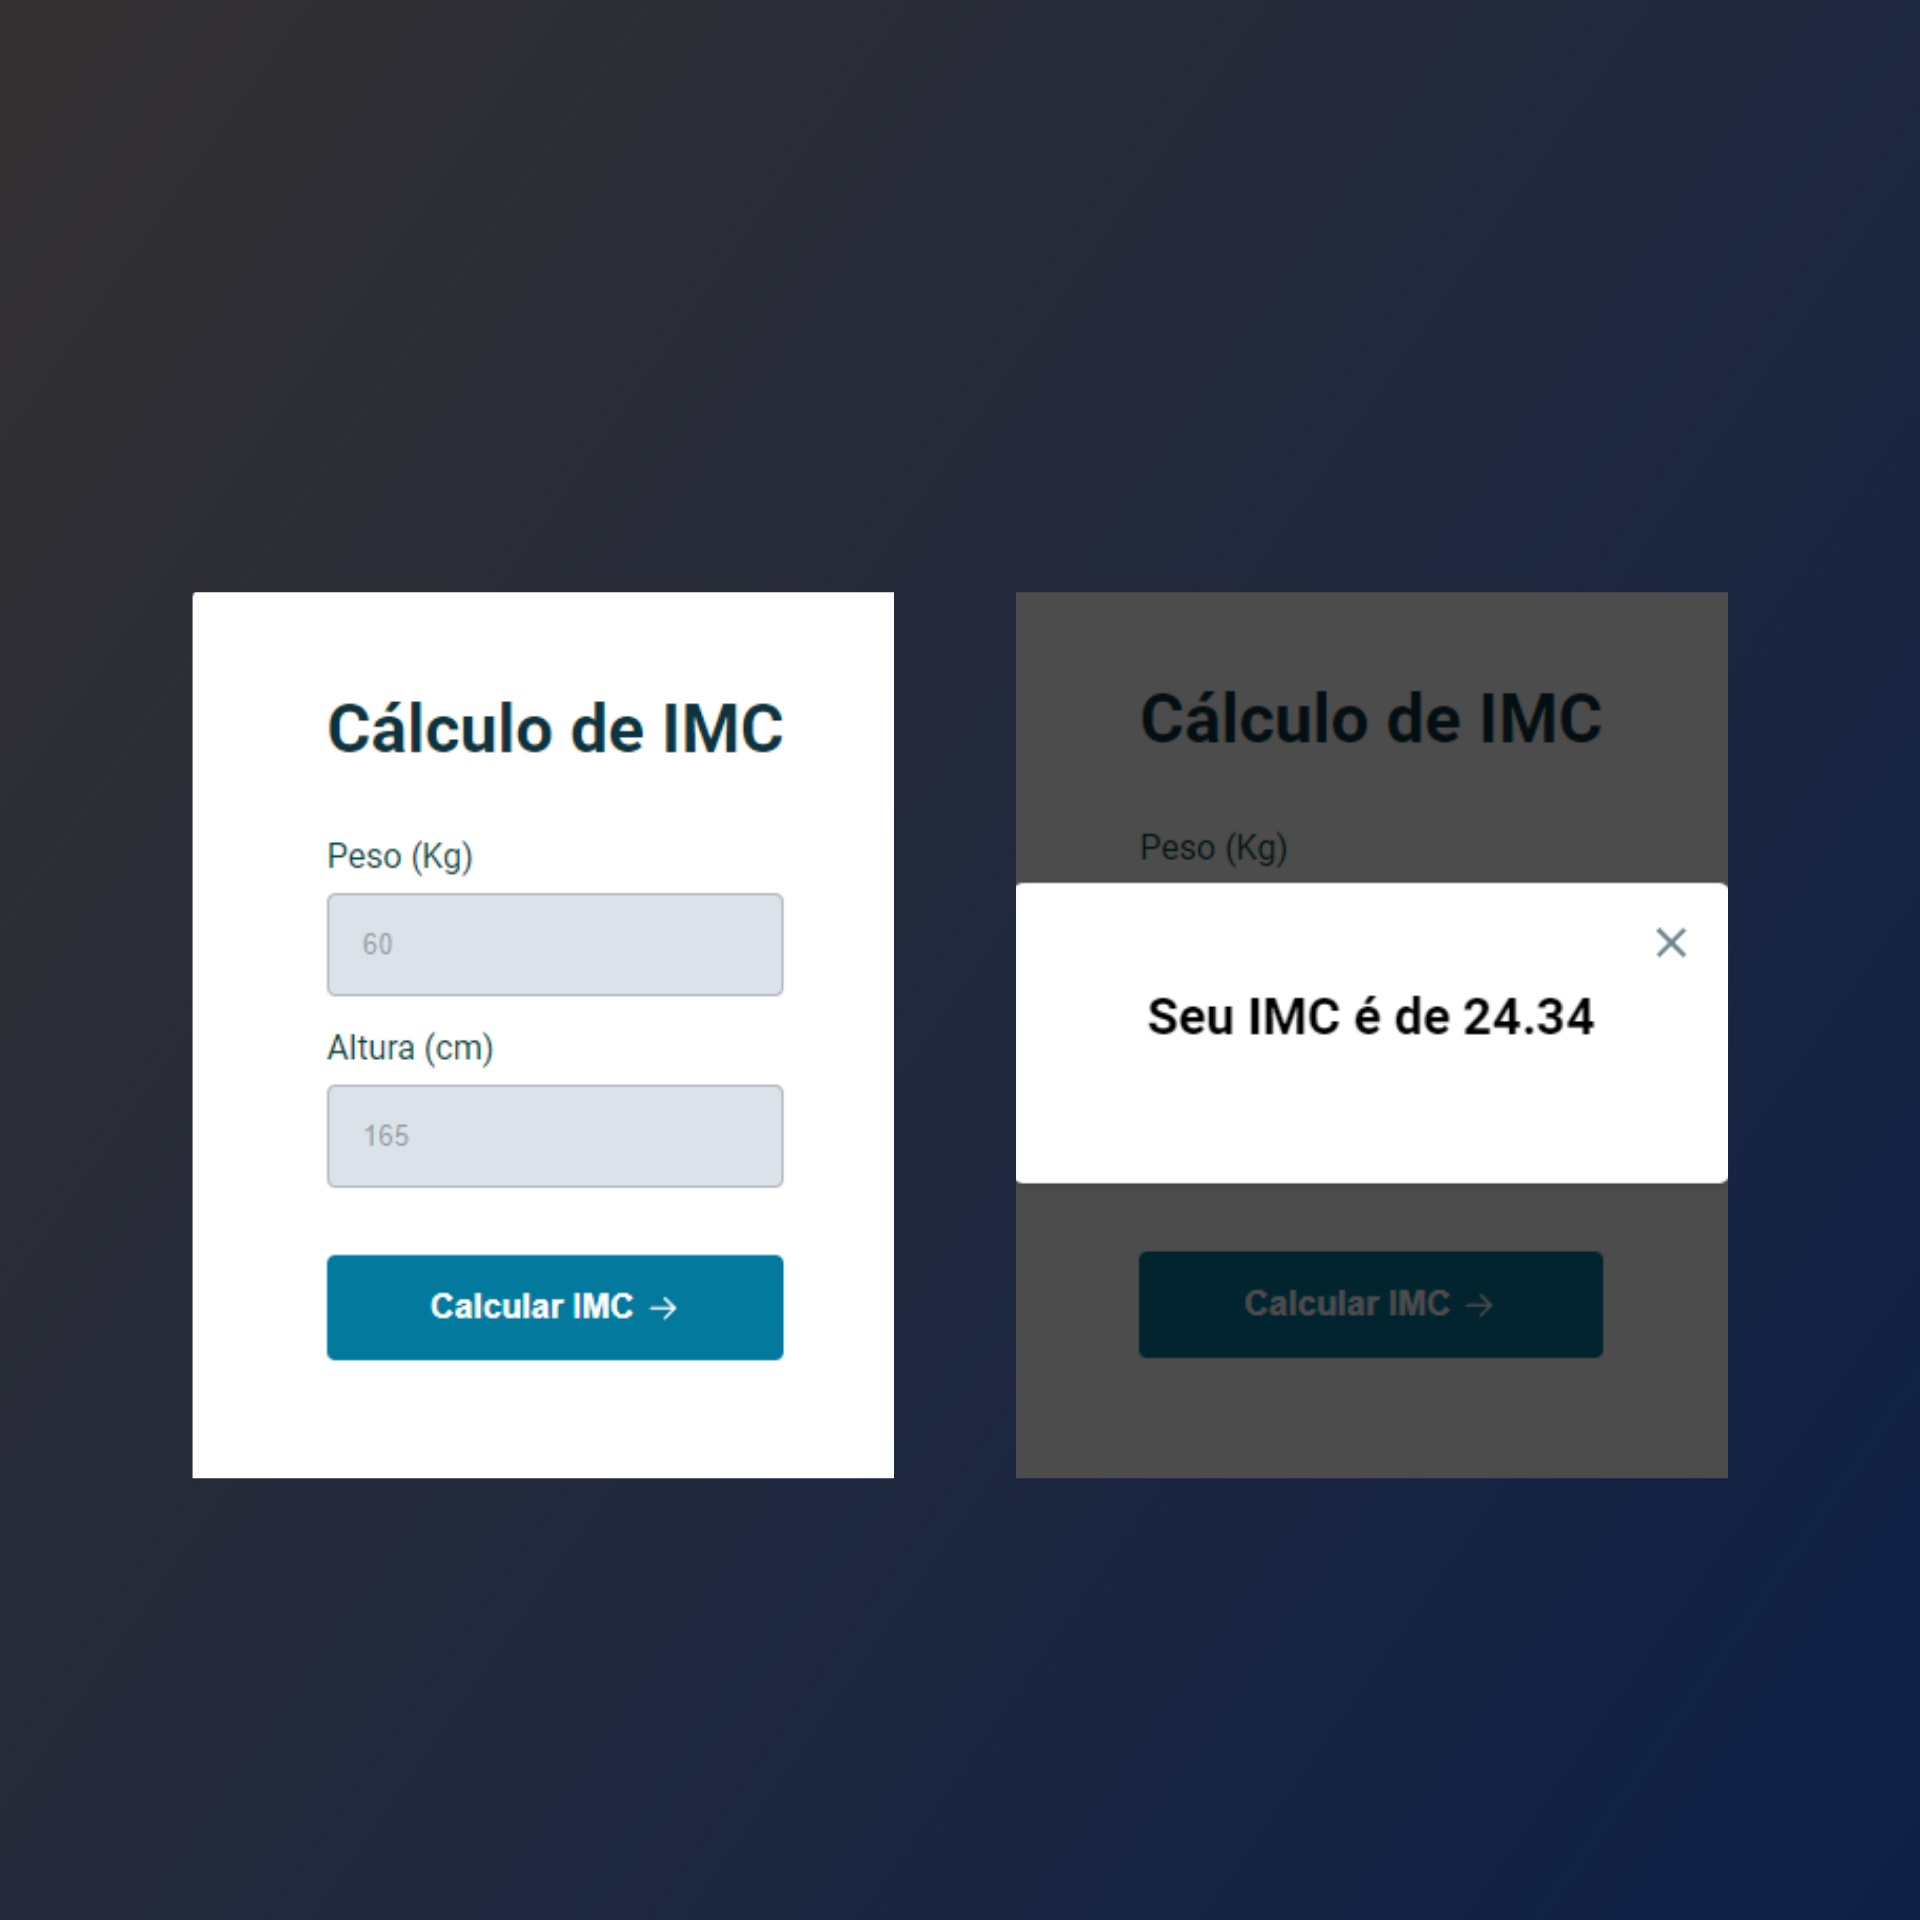 Cálculo de IMC
Peso (Kg)
60
Altura (cm)
165
Calcular IMC →
Cálculo de IMC
Peso (Kg)
Seu IMC é de 24.34
Calcular IMC →